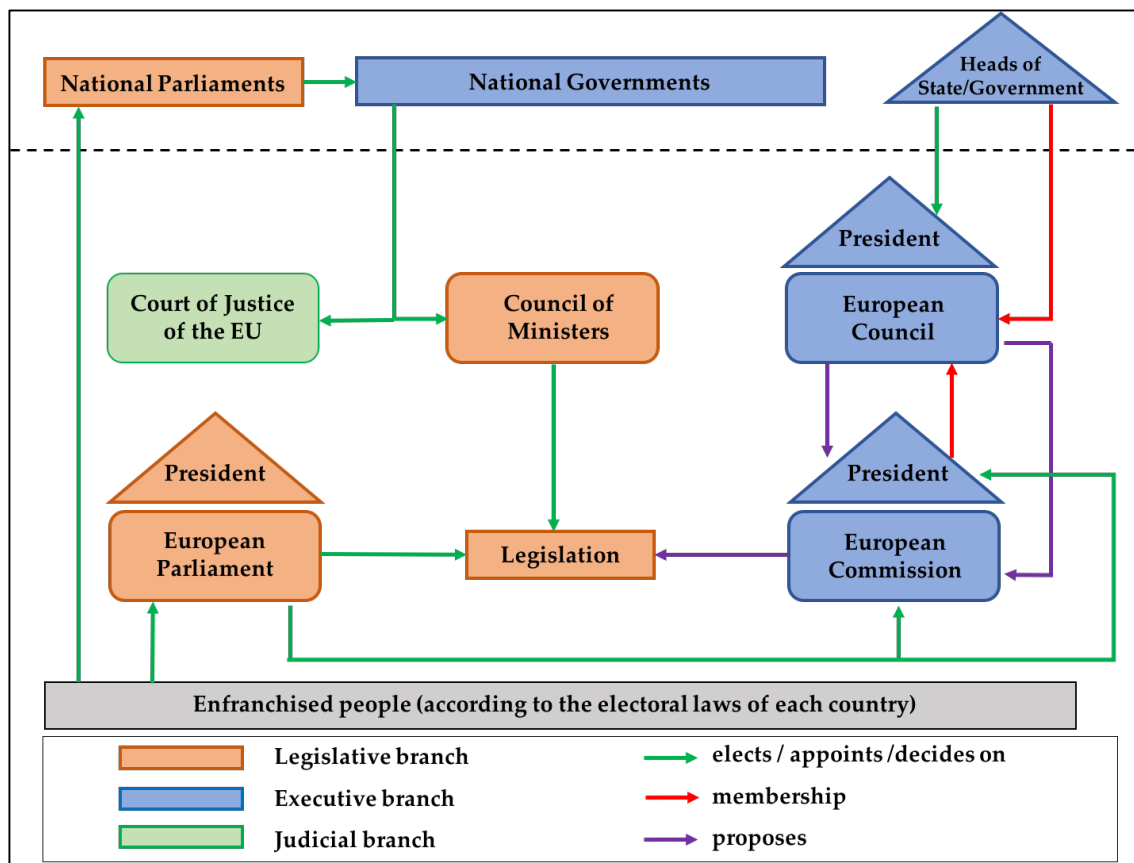 National Parliaments
National Governments
Heads of
State/Government
President
Court of Justice
of the EU
Council of
Ministers
European
Council
President
President
European
Parliament
Legislation
European
Commission
Enfranchised people (according to the electoral laws of each country)
Legislative branch
elects / appoints /decides on
Executive branch
membership
Judicial branch
proposes